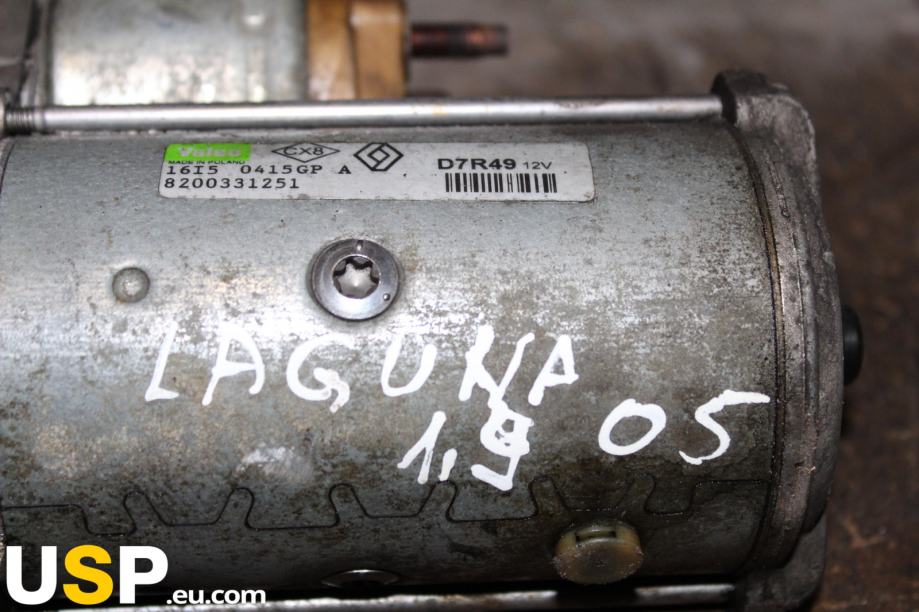 Valeo CX8 D7R49 12V
MADE IN POLAND
16I5 0415GP A
8200331251
LAGUNA
1,9 05
USP.eu.com